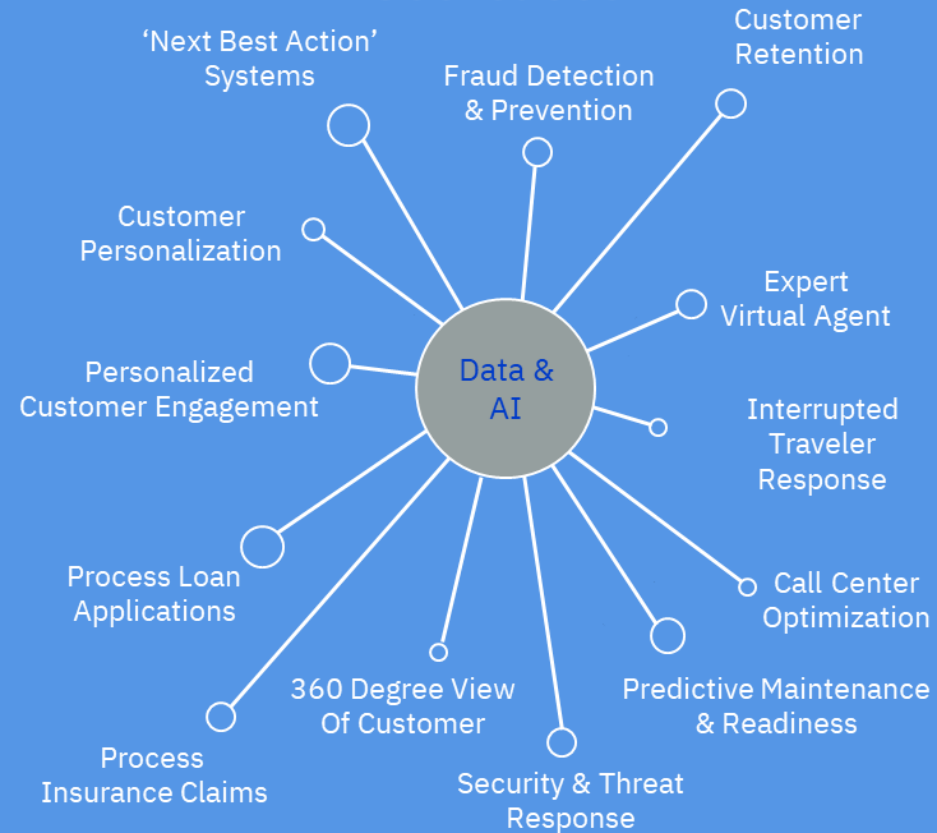 Customer
Retention
‘Next Best Action’
Systems
Fraud Detection
& Prevention
Customer
Personalization
Expert
Virtual Agent
Data &
AI
Personalized
Customer Engagement
Interrupted
Traveler
Response
Process Loan
Applications
Call Center
Optimization
360 Degree View
Of Customer
Predictive Maintenance
& Readiness
Process
Insurance Claims
Security & Threat
Response